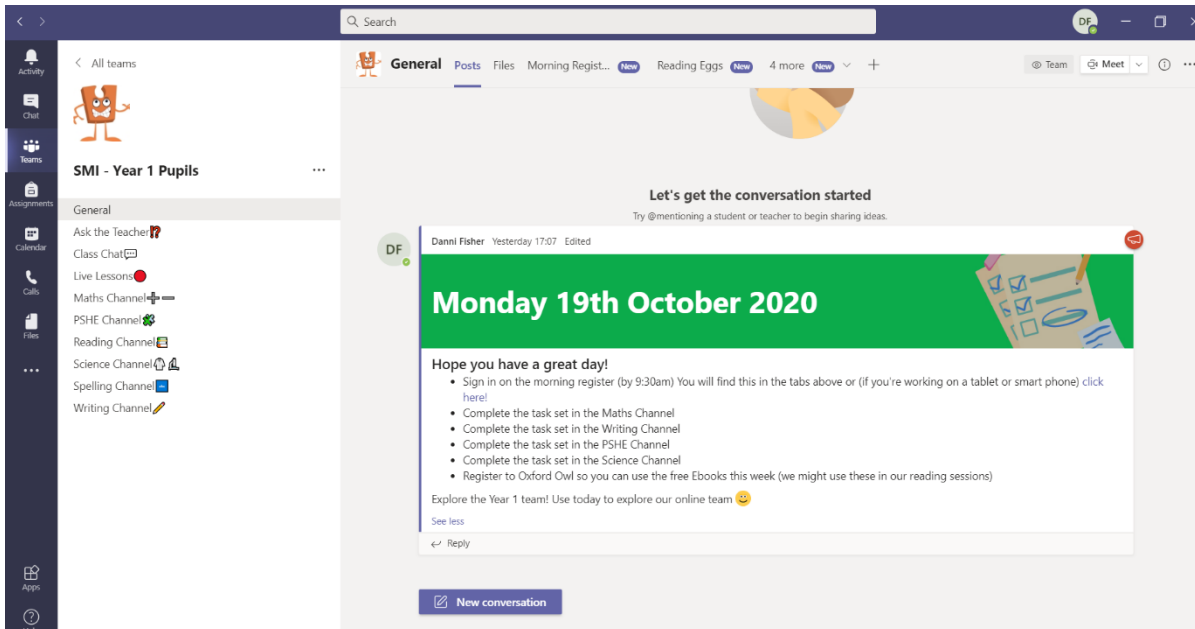 Search
DF
Activity
Chat
Teams
Assignments
Calendar
Calls
Files
Apps
All teams
SMI - Year 1 Pupils
General
Ask the Teacher
Class Chat
Live Lessons
Maths Channel
PSHE Channel
Reading Channel
Science Channel
Spelling Channel
Writing Channel
General Posts Files Morning Regist... New Reading Eggs New 4 more New
Team Meet
Let's get the conversation started
Try @mentioning a student or teacher to begin sharing ideas.
DF
Danni Fisher Yesterday 17:07 Edited
Monday 19th October 2020
Hope you have a great day!
• Sign in on the morning register (by 9:30am) You will find this in the tabs above or (if you're working on a tablet or smart phone) click
here!
• Complete the task set in the Maths Channel
• Complete the task set in the Writing Channel
• Complete the task set in the PSHE Channel
• Complete the task set in the Science Channel
• Register to Oxford Owl so you can use the free Ebooks this week (we might use these in our reading sessions)
Explore the Year 1 team! Use today to explore our online team
See less
Reply
New conversation